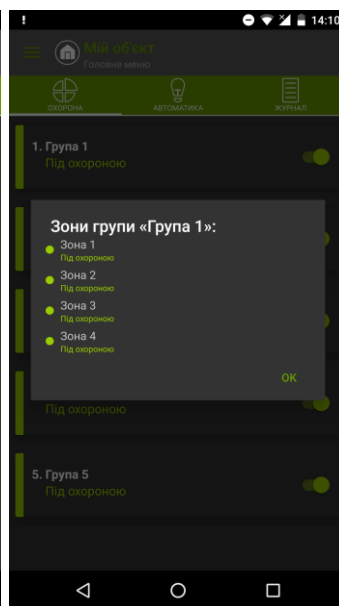 14:10
Мій об'єкт
Головне меню
ОХОРОНА
АВТОМАТИКА
ЖУРНАЛ
1. Група 1
Під охороною
Зони групи «Група 1»:
Зона 1
Під охороною
Зона 2
Під охороною
Зона 3
Під охороною
Зона 4
Під охороною
OK
Під охороною
5. Група 5
Під охороною